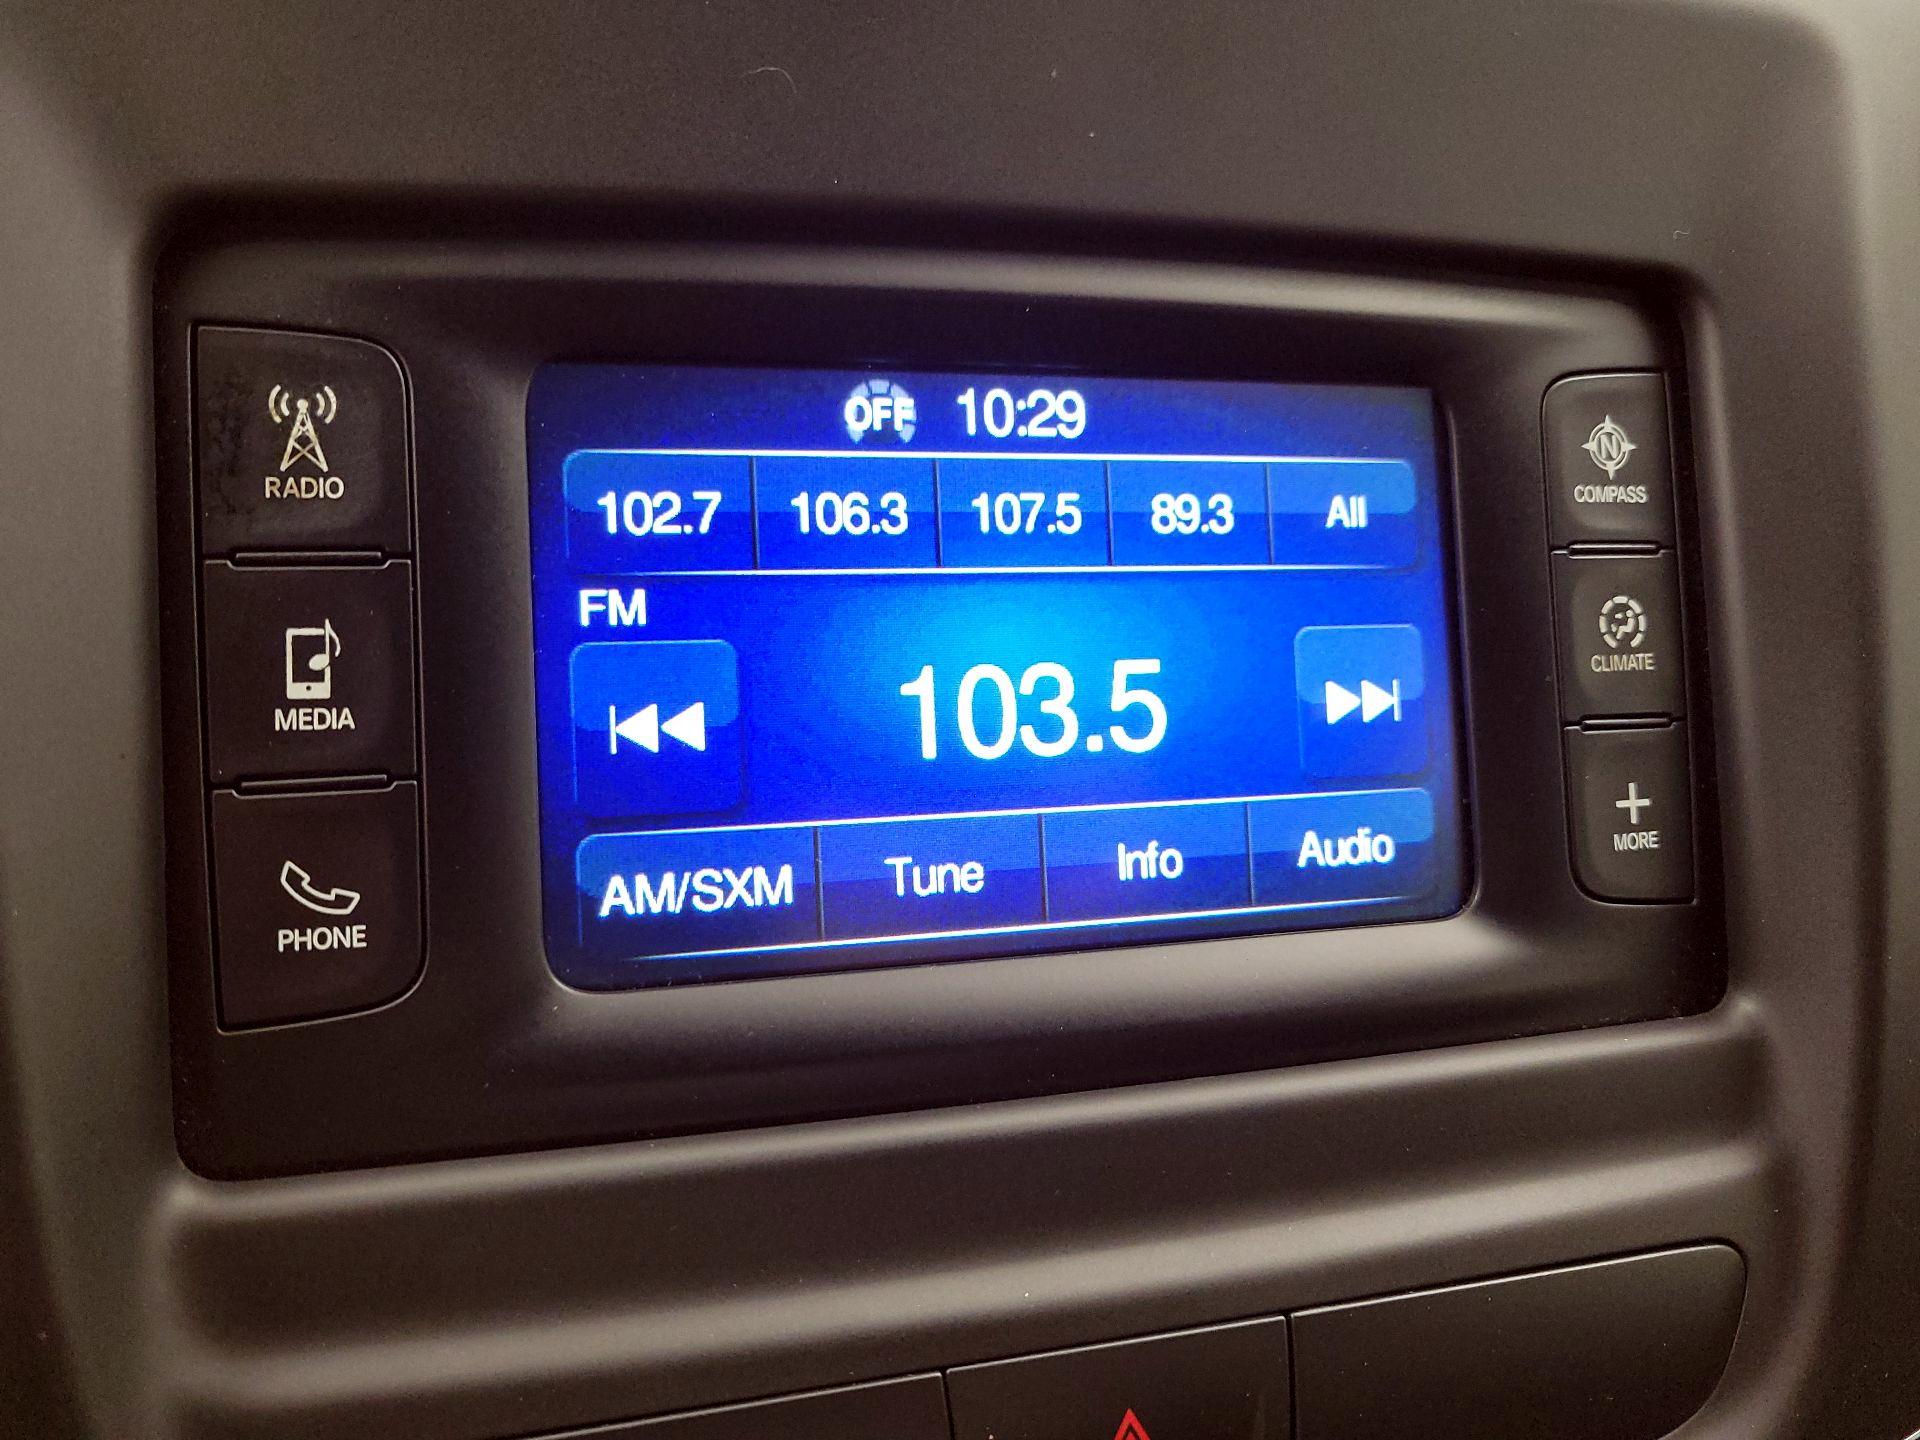 OFF 10:29
102.7 106.3 107.5 89.3 All
FM
103.5
AM/SXM Tune Info Audio
RADIO
MEDIA
PHONE
N
COMPASS
CLIMATE
+
MORE